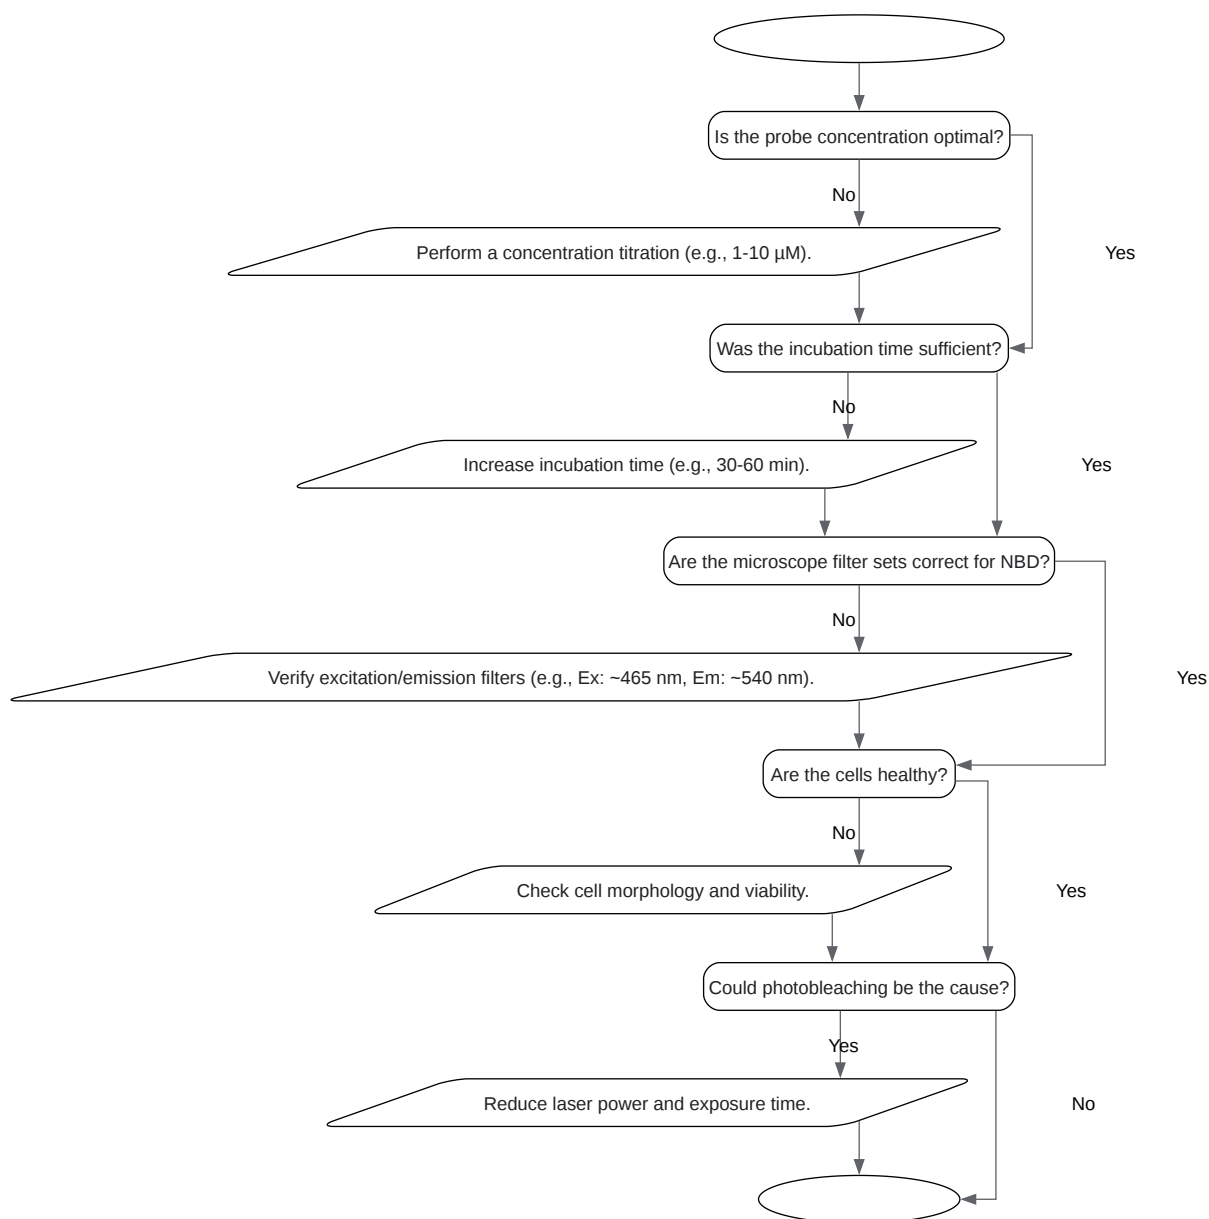 Is the probe concentration optimal?
No
Perform a concentration titration (e.g., 1-10 µM).
Yes
Was the incubation time sufficient?
No
Increase incubation time (e.g., 30-60 min).
Yes
Are the microscope filter sets correct for NBD?
No
Verify excitation/emission filters (e.g., Ex: ~465 nm, Em: ~540 nm).
Yes
Are the cells healthy?
No
Check cell morphology and viability.
Yes
Could photobleaching be the cause?
Yes
Reduce laser power and exposure time.
No